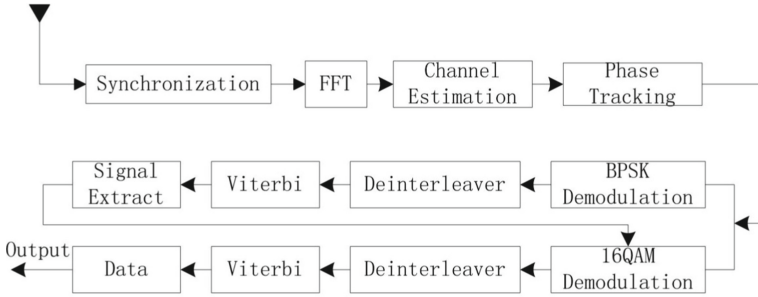 Synchronization
FFT
Channel
Estimation
Phase
Tracking
Signal
Extract
Viterbi
Deinterleaver
BPSK
Demodulation
Output
Data
Viterbi
Deinterleaver
16QAM
Demodulation